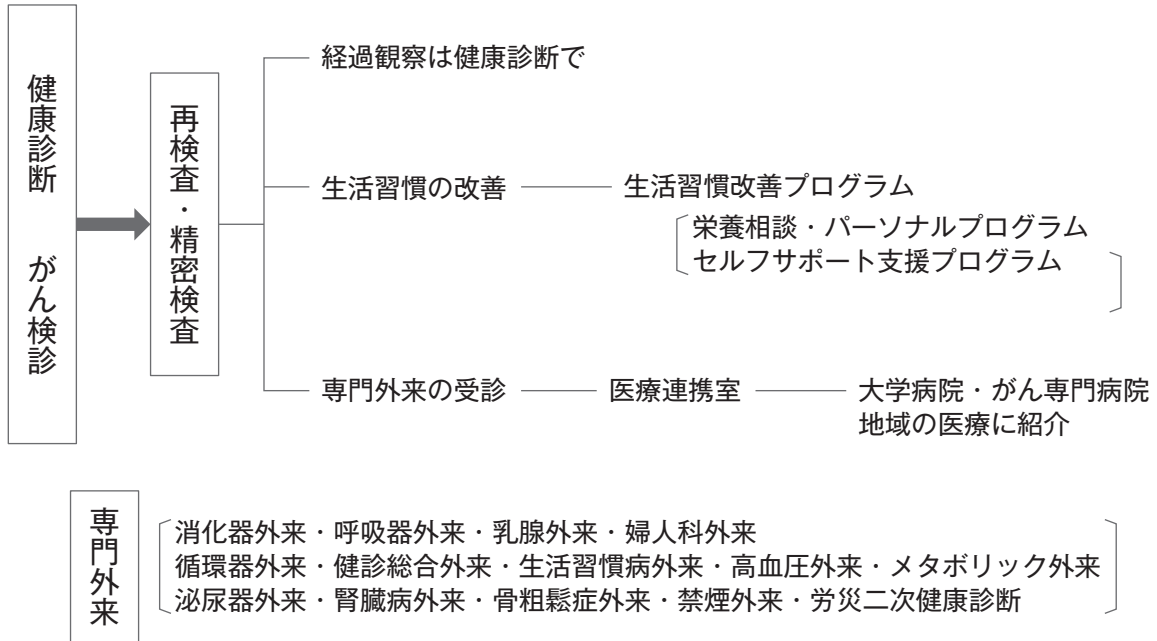 健康診断　がん検診
再検査・精密検査
経過観察は健康診断で
生活習慣の改善
生活習慣改善プログラム
栄養相談・パーソナルプログラム
セルフサポート支援プログラム
専門外来の受診
医療連携室
大学病院・がん専門病院
地域の医療に紹介
専門外来
消化器外来・呼吸器外来・乳腺外来・婦人科外来
循環器外来・健診総合外来・生活習慣病外来・高血圧外来・メタボリック外来
泌尿器外来・腎臓病外来・骨粗鬆症外来・禁煙外来・労災二次健康診断